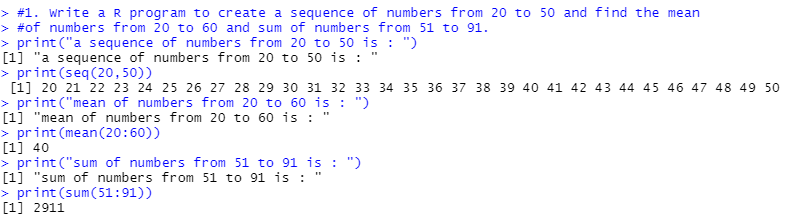 > #1. Write a R program to create a sequence of numbers from 20 to 50 and find the mean
> #of numbers from 20 to 60 and sum of numbers from 51 to 91.
> print("a sequence of numbers from 20 to 50 is : ")
[1] "a sequence of numbers from 20 to 50 is : "
> print(seq(20,50))
 [1] 20 21 22 23 24 25 26 27 28 29 30 31 32 33 34 35 36 37 38 39 40 41 42 43 44 45 46 47 48 49 50
> print("mean of numbers from 20 to 60 is : ")
[1] "mean of numbers from 20 to 60 is : "
> print(mean(20:60))
[1] 40
> print("sum of numbers from 51 to 91 is : ")
[1] "sum of numbers from 51 to 91 is : "
> print(sum(51:91))
[1] 2911